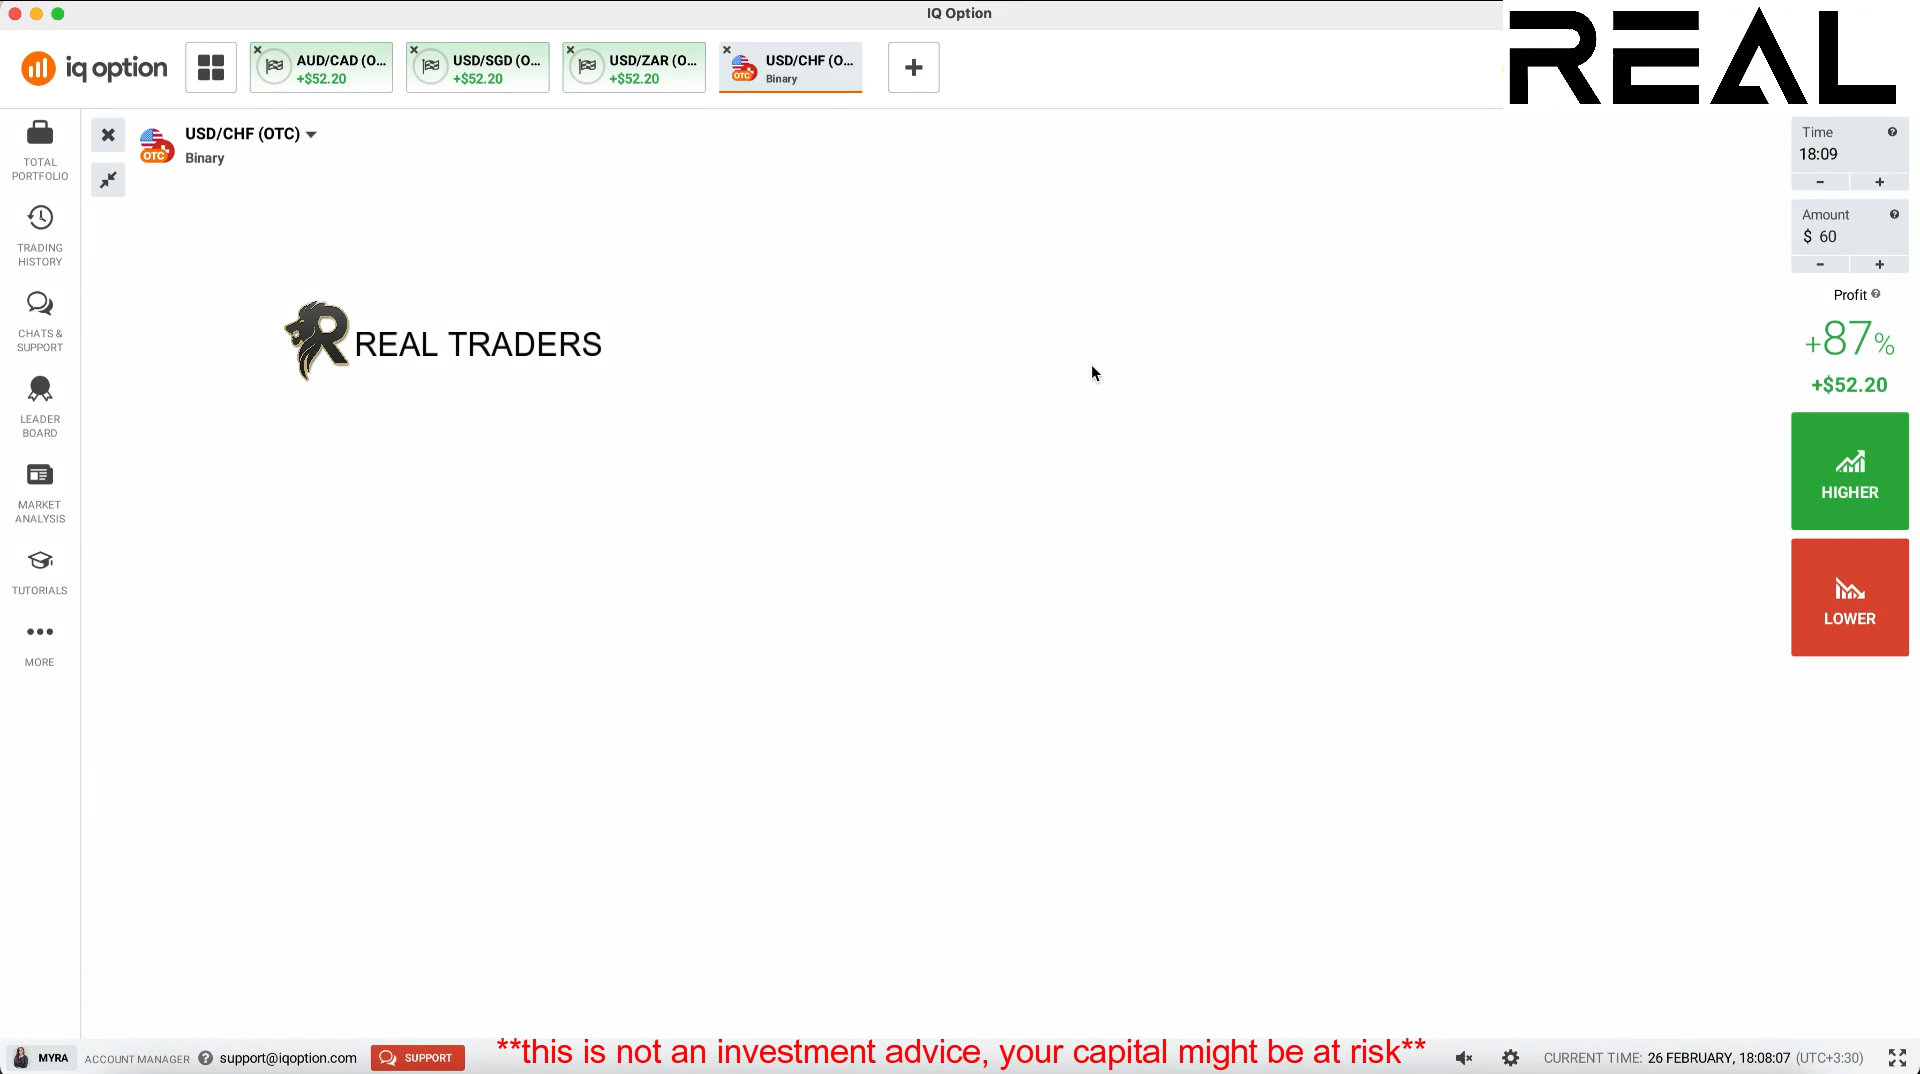 IQ Option
REAL
iq option
AUD/CAD (O...
+$52.20
USD/SGD (O...
+$52.20
USD/ZAR (O...
+$52.20
OTC
USD/CHF (O...
Binary
OTC
USD/CHF (OTC)
Binary
TOTAL
PORTFOLIO
TRADING
HISTORY
CHATS &
SUPPORT
LEADER
BOARD
MARKET
ANALYSIS
TUTORIALS
MORE
R REAL TRADERS
Time
18:09
- +
Amount
$ 60
- +
Profit
+87%
+$52.20
HIGHER
LOWER
MYRA
ACCOUNT MANAGER
support@iqoption.com
SUPPORT
**this is not an investment advice, your capital might be at risk**
CURRENT TIME: 26 FEBRUARY, 18:08:07 (UTC+3:30)